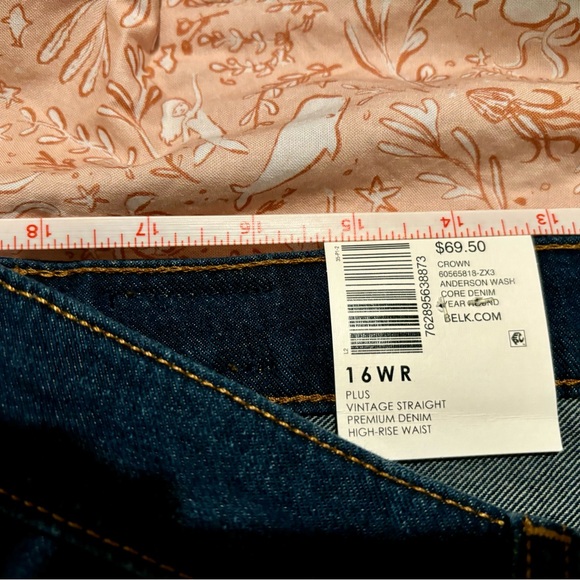 18 17 16 15 14 13
$69.50
CROWN
60565818-ZX3
ANDERSON WASH
CORE DENIM
YEAR ROUND
BELK.COM
762895638873
16WR
PLUS
VINTAGE STRAIGHT
PREMIUM DENIM
HIGH-RISE WAIST